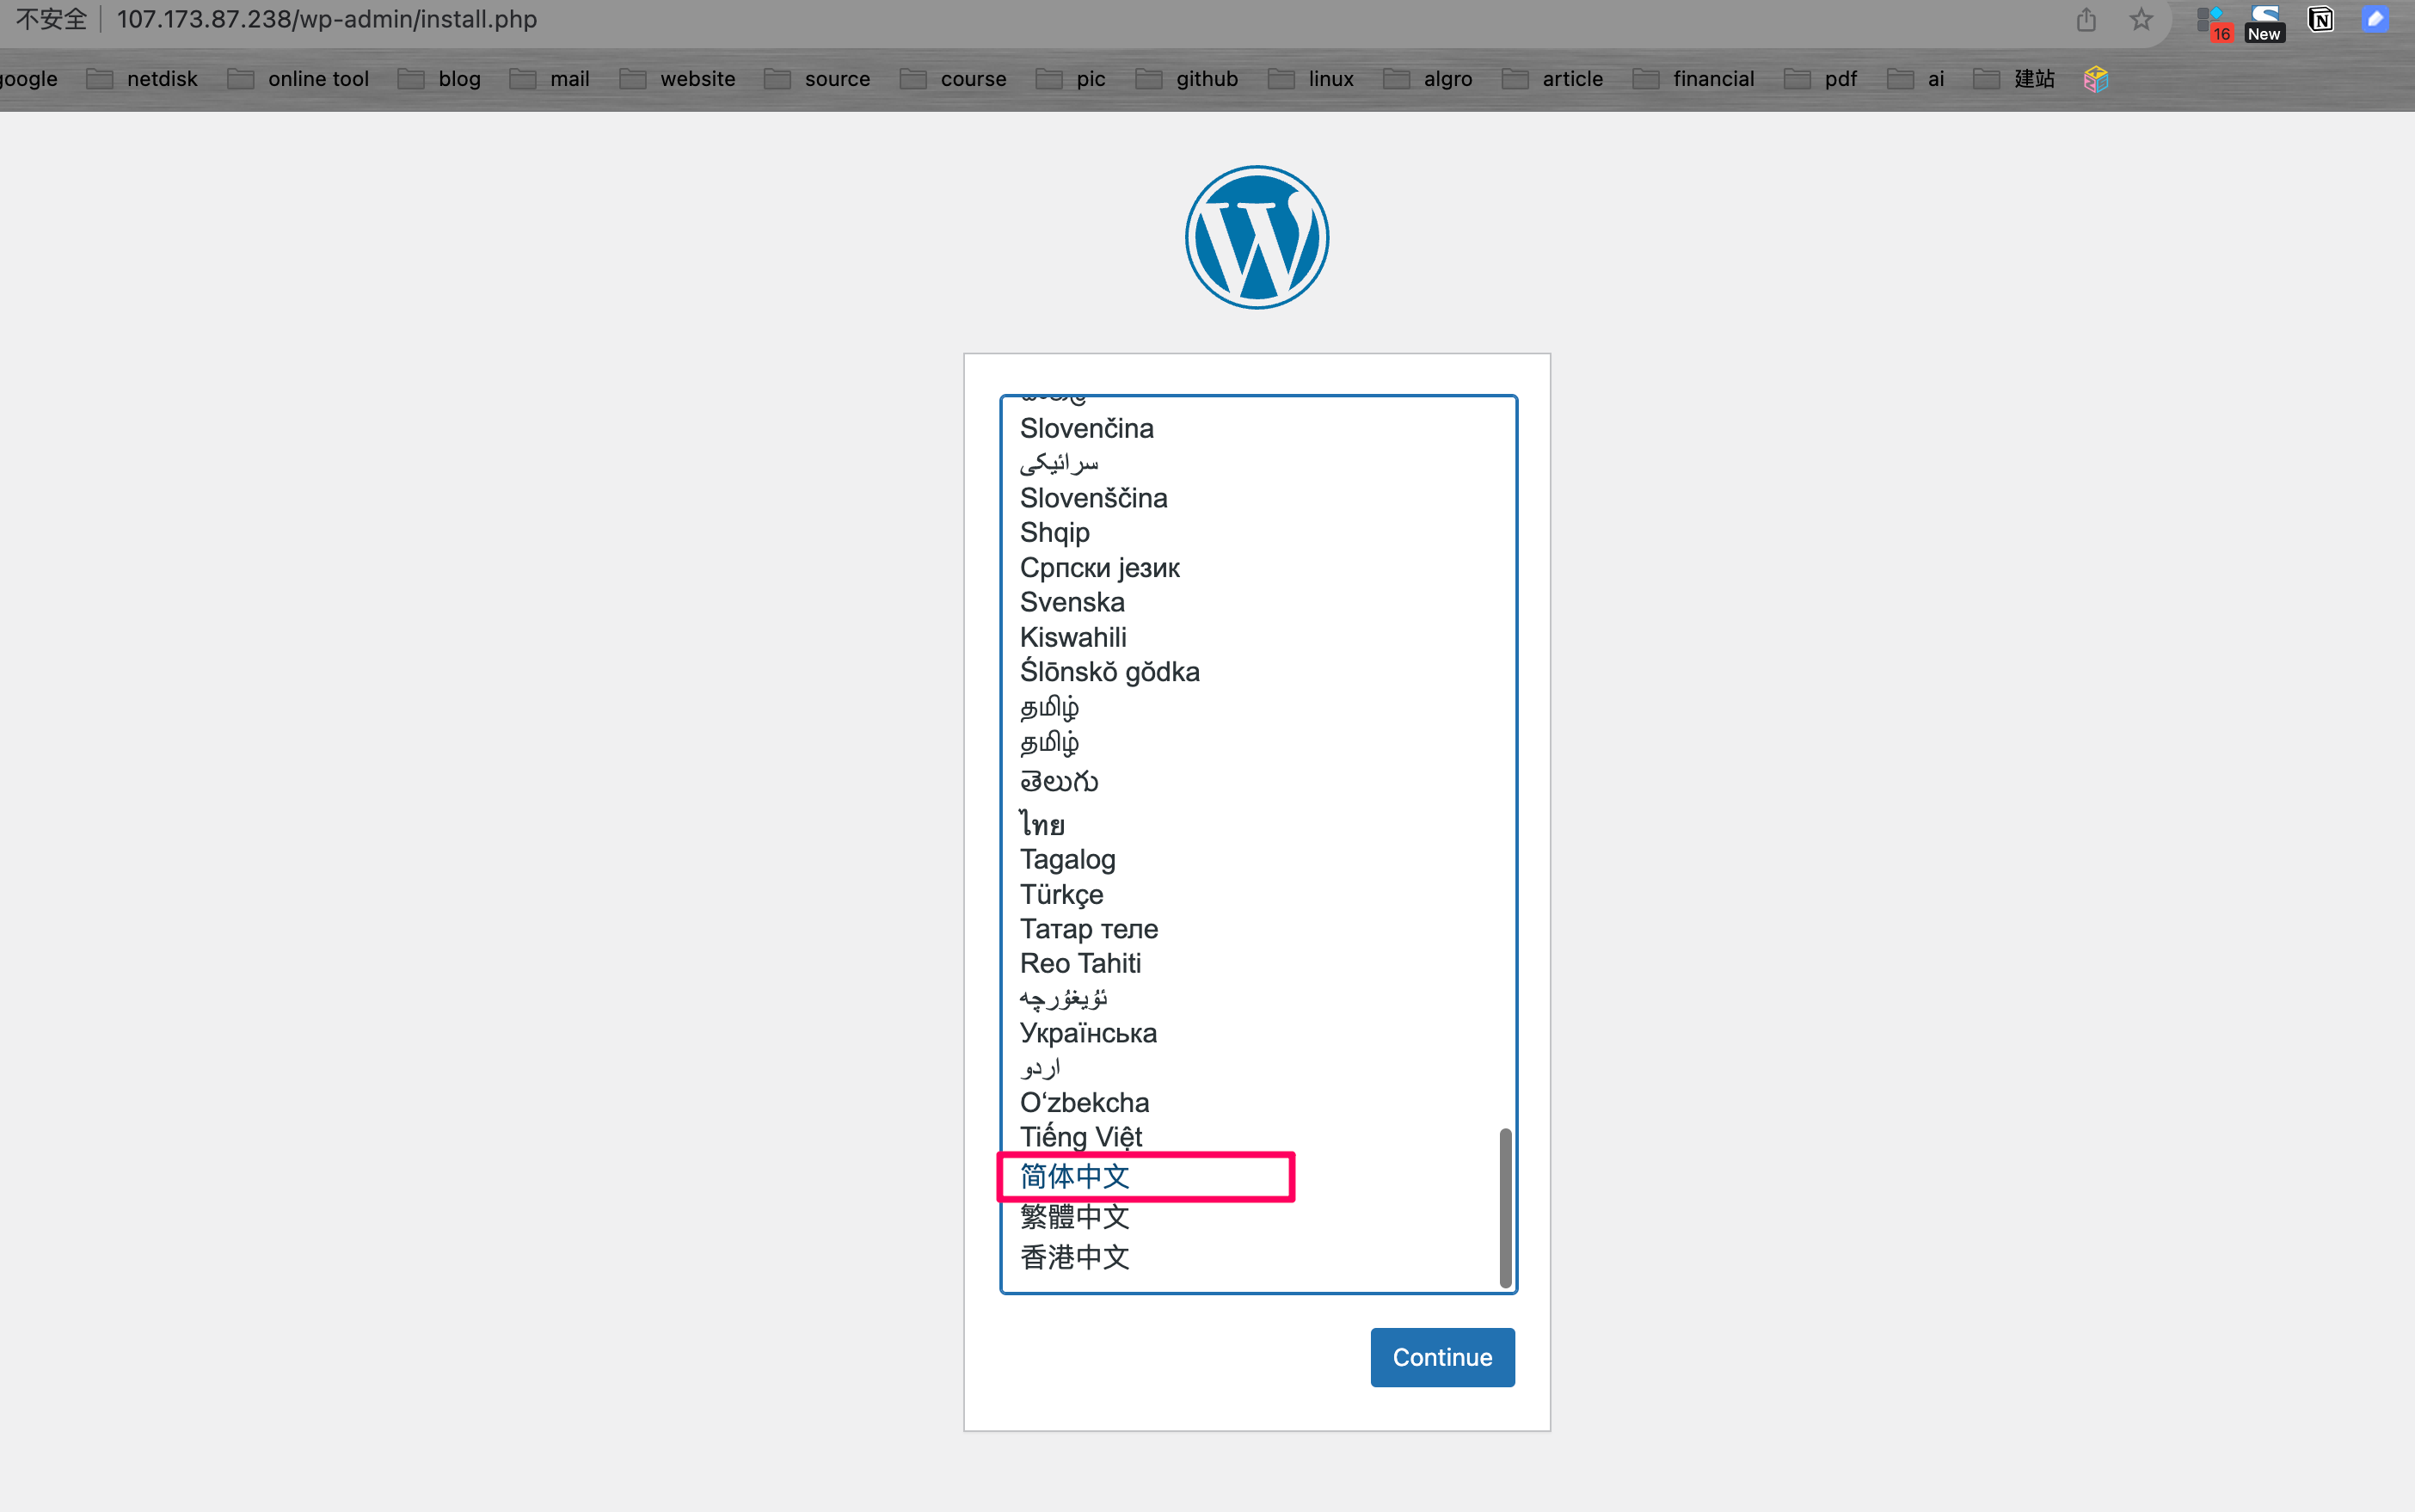 不安全 107.173.87.238/wp-admin/install.php
16 New
google netdisk online tool blog mail website source course pic github linux algro article financial pdf ai 建站
Slovenčina
سرائیکی
Slovenščina
Shqip
Српски језик
Svenska
Kiswahili
Ślōnskŏ gŏdka
தமிழ்
தமிழ்
తెలుగు
ไทย
Tagalog
Türkçe
Татар теле
Reo Tahiti
ئۇيغۇرچە
Українська
اردو
O‘zbekcha
Tiếng Việt
简体中文
繁體中文
香港中文
Continue